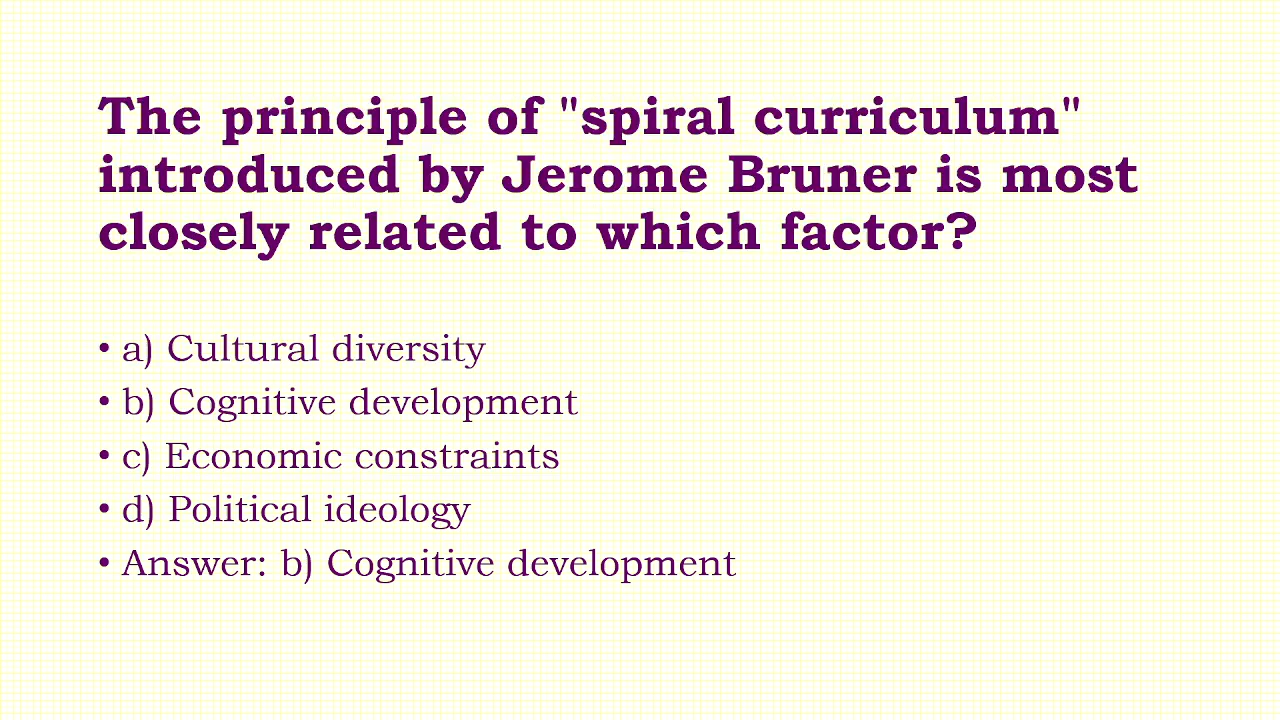 The principle of "spiral curriculum"
introduced by Jerome Bruner is most
closely related to which factor?
• a) Cultural diversity
• b) Cognitive development
• c) Economic constraints
• d) Political ideology
• Answer: b) Cognitive development